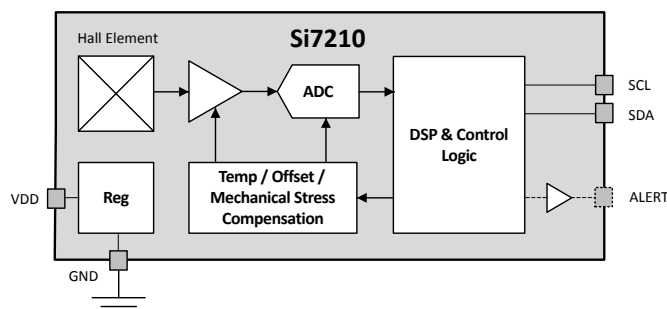 Si7210
Hall Element
ADC
DSP & Control
Logic
SCL
SDA
Temp / Offset /
Mechanical Stress
Compensation
Reg
VDD
ALERT
GND